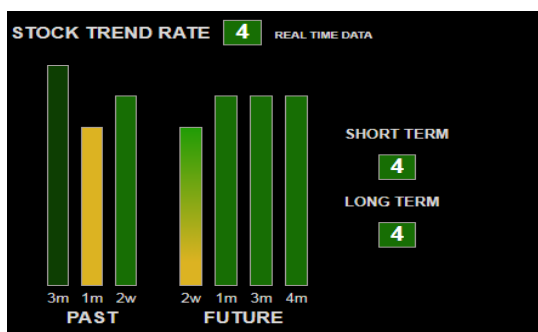 STOCK TREND RATE 4 REAL TIME DATA
SHORT TERM
4
LONG TERM
4
3m 1m 2w 2w 1m 3m 4m
PAST FUTURE